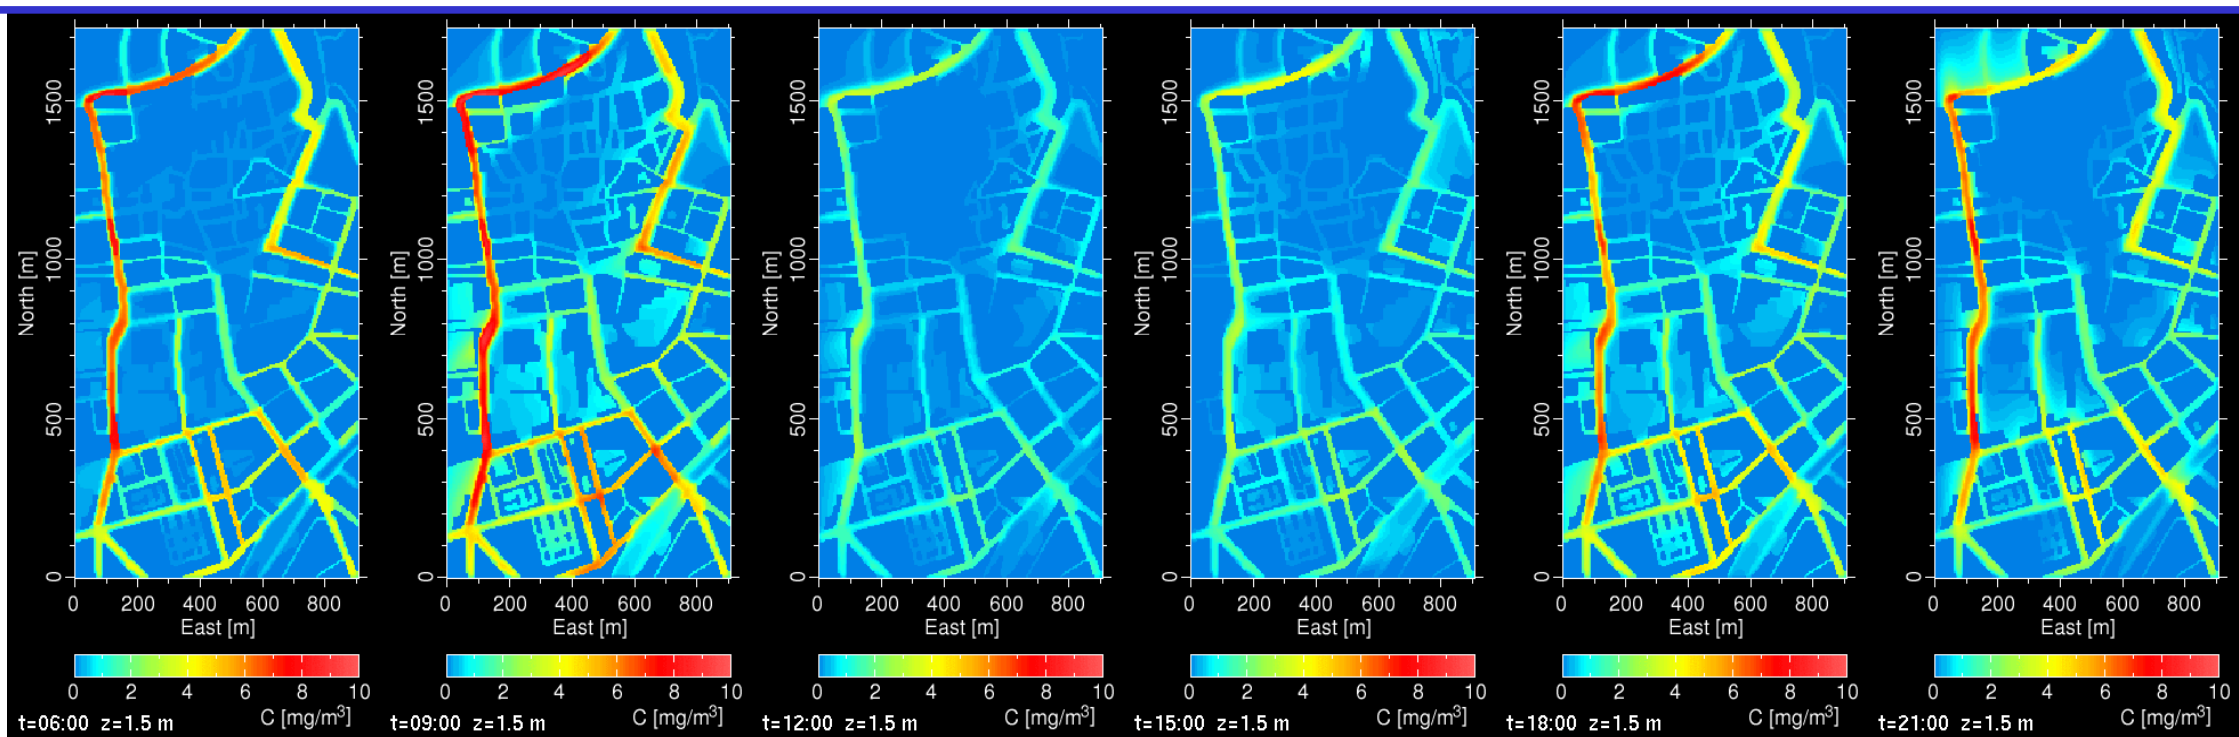 North [m]
1500
1000
500
0
0 200 400 600 800
East [m]
0 2 4 6 8 10
C [mg/m³]
t=06:00 z=1.5 m
North [m]
1500
1000
500
0
0 200 400 600 800
East [m]
0 2 4 6 8 10
C [mg/m³]
t=09:00 z=1.5 m
North [m]
1500
1000
500
0
0 200 400 600 800
East [m]
0 2 4 6 8 10
C [mg/m³]
t=12:00 z=1.5 m
North [m]
1500
1000
500
0
0 200 400 600 800
East [m]
0 2 4 6 8 10
C [mg/m³]
t=15:00 z=1.5 m
North [m]
1500
1000
500
0
0 200 400 600 800
East [m]
0 2 4 6 8 10
C [mg/m³]
t=18:00 z=1.5 m
North [m]
1500
1000
500
0
0 200 400 600 800
East [m]
0 2 4 6 8 10
C [mg/m³]
t=21:00 z=1.5 m